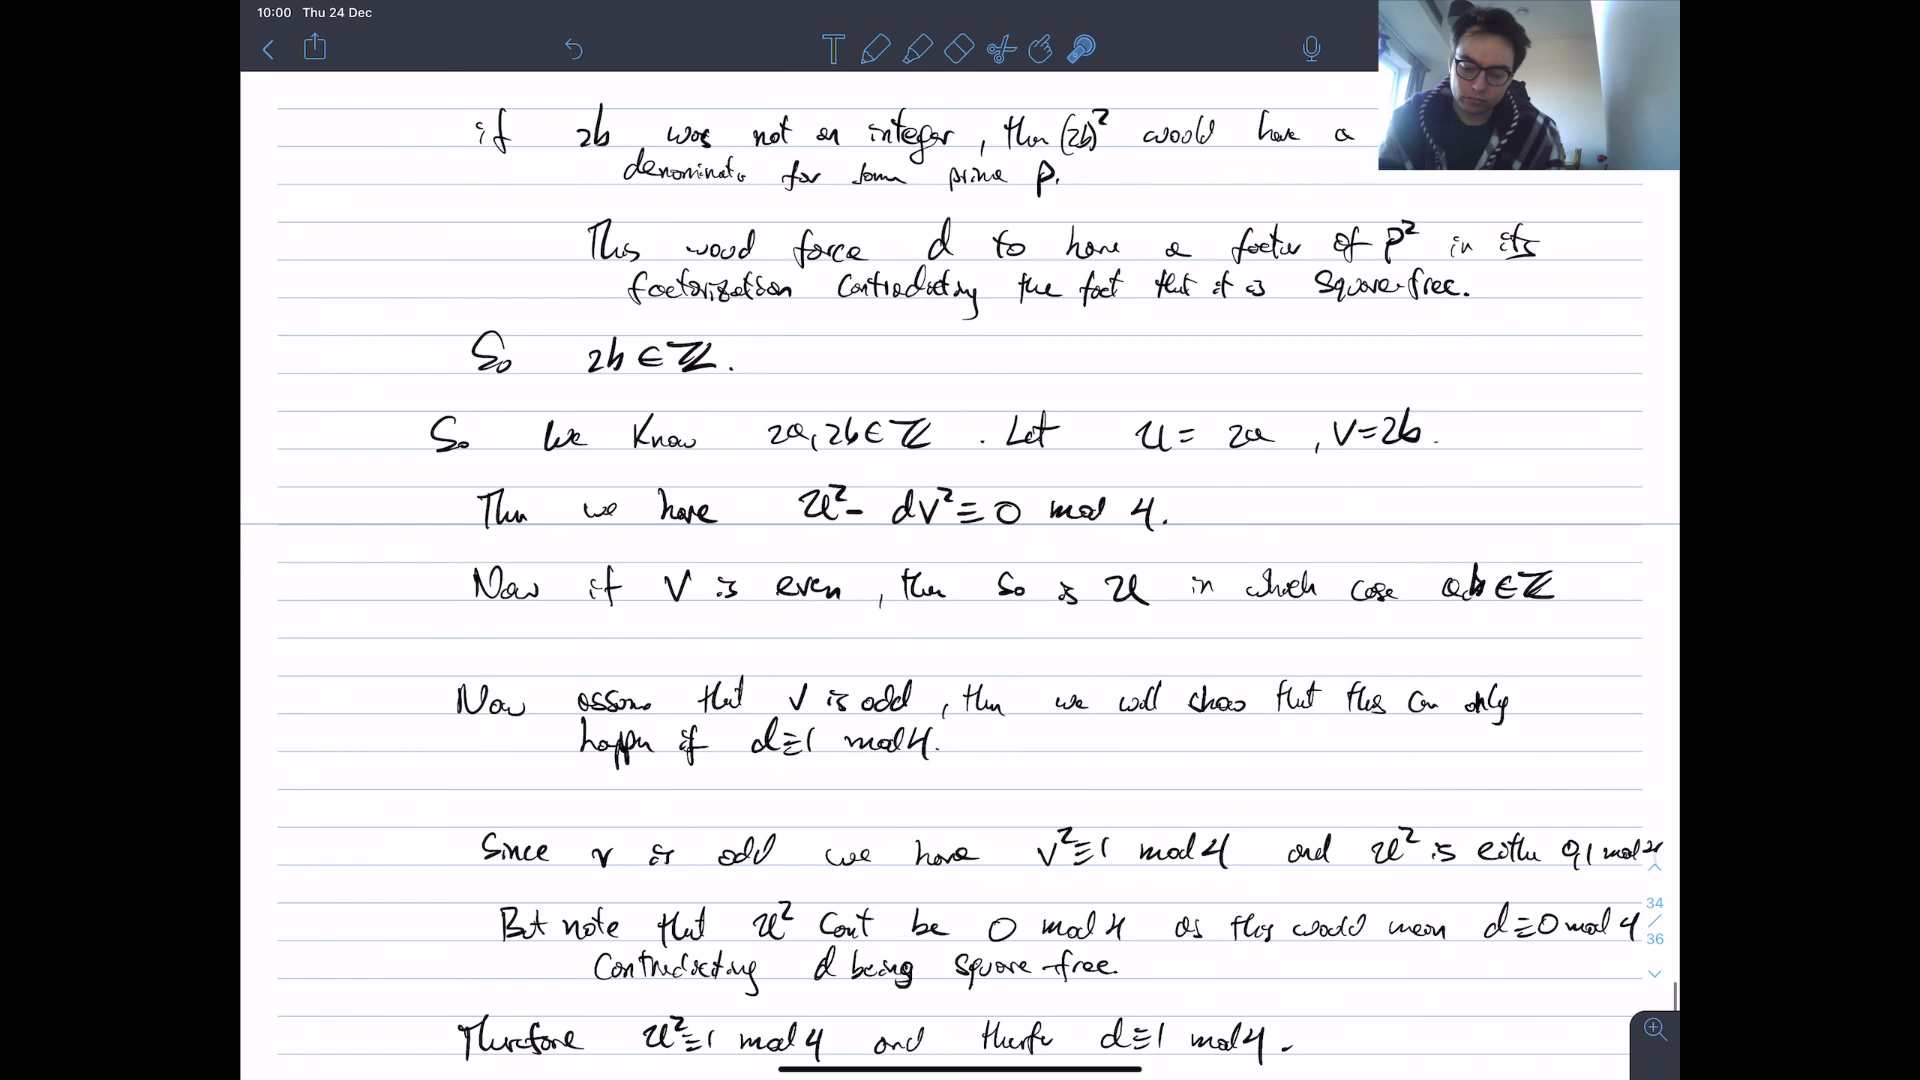 10:00 Thu 24 Dec
if 2b was not an integer, then (2b)² would have a
denominator for some prime p.
This would force d to have a factor of p² in its
factorization contradicting the fact that it is square-free.
So 2b ∈ ℤ.
So we know 2a, 2b ∈ ℤ. Let u = 2a, v = 2b.
Then we have u² - dv² ≡ 0 mod 4.
Now if v is even, then so is u in which case a,b ∈ ℤ
Now assume that v is odd, then we will show that this can only
happen if d ≡ 1 mod 4.
Since v is odd we have v² ≡ 1 mod 4 and u² is either 0,1 mod 4
34
/
36
But note that u² can't be 0 mod 4 as this would mean d ≡ 0 mod 4
contradicting d being square-free.
Therefore u² ≡ 1 mod 4 and therefore d ≡ 1 mod 4.